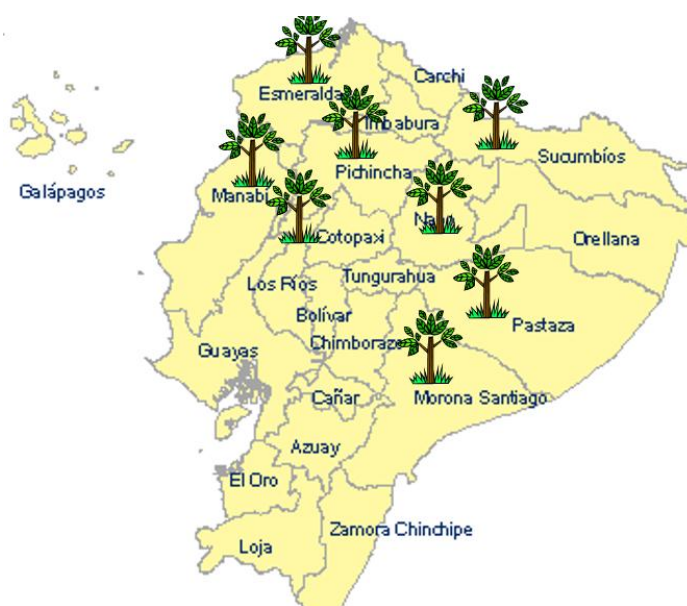 Carchi
Esmeralda
Imbabura
Sucumbíos
Pichincha
Galápagos
Manabí
Napo
Cotopaxi
Orellana
Tungurahua
Los Ríos
Bolívar
Pastaza
Chimborazo
Guayas
Cañar
Morona Santiago
Azuay
El Oro
Zamora Chinchipe
Loja